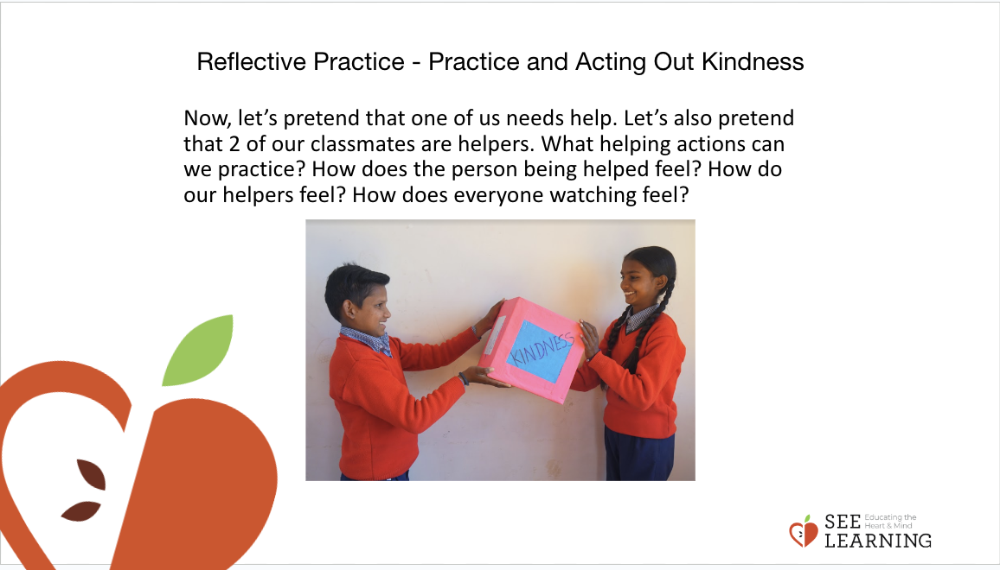 Reflective Practice - Practice and Acting Out Kindness
Now, let’s pretend that one of us needs help. Let’s also pretend
that 2 of our classmates are helpers. What helping actions can
we practice? How does the person being helped feel? How do
our helpers feel? How does everyone watching feel?
KINDNESS
SEE Educating the
Heart & Mind
LEARNING